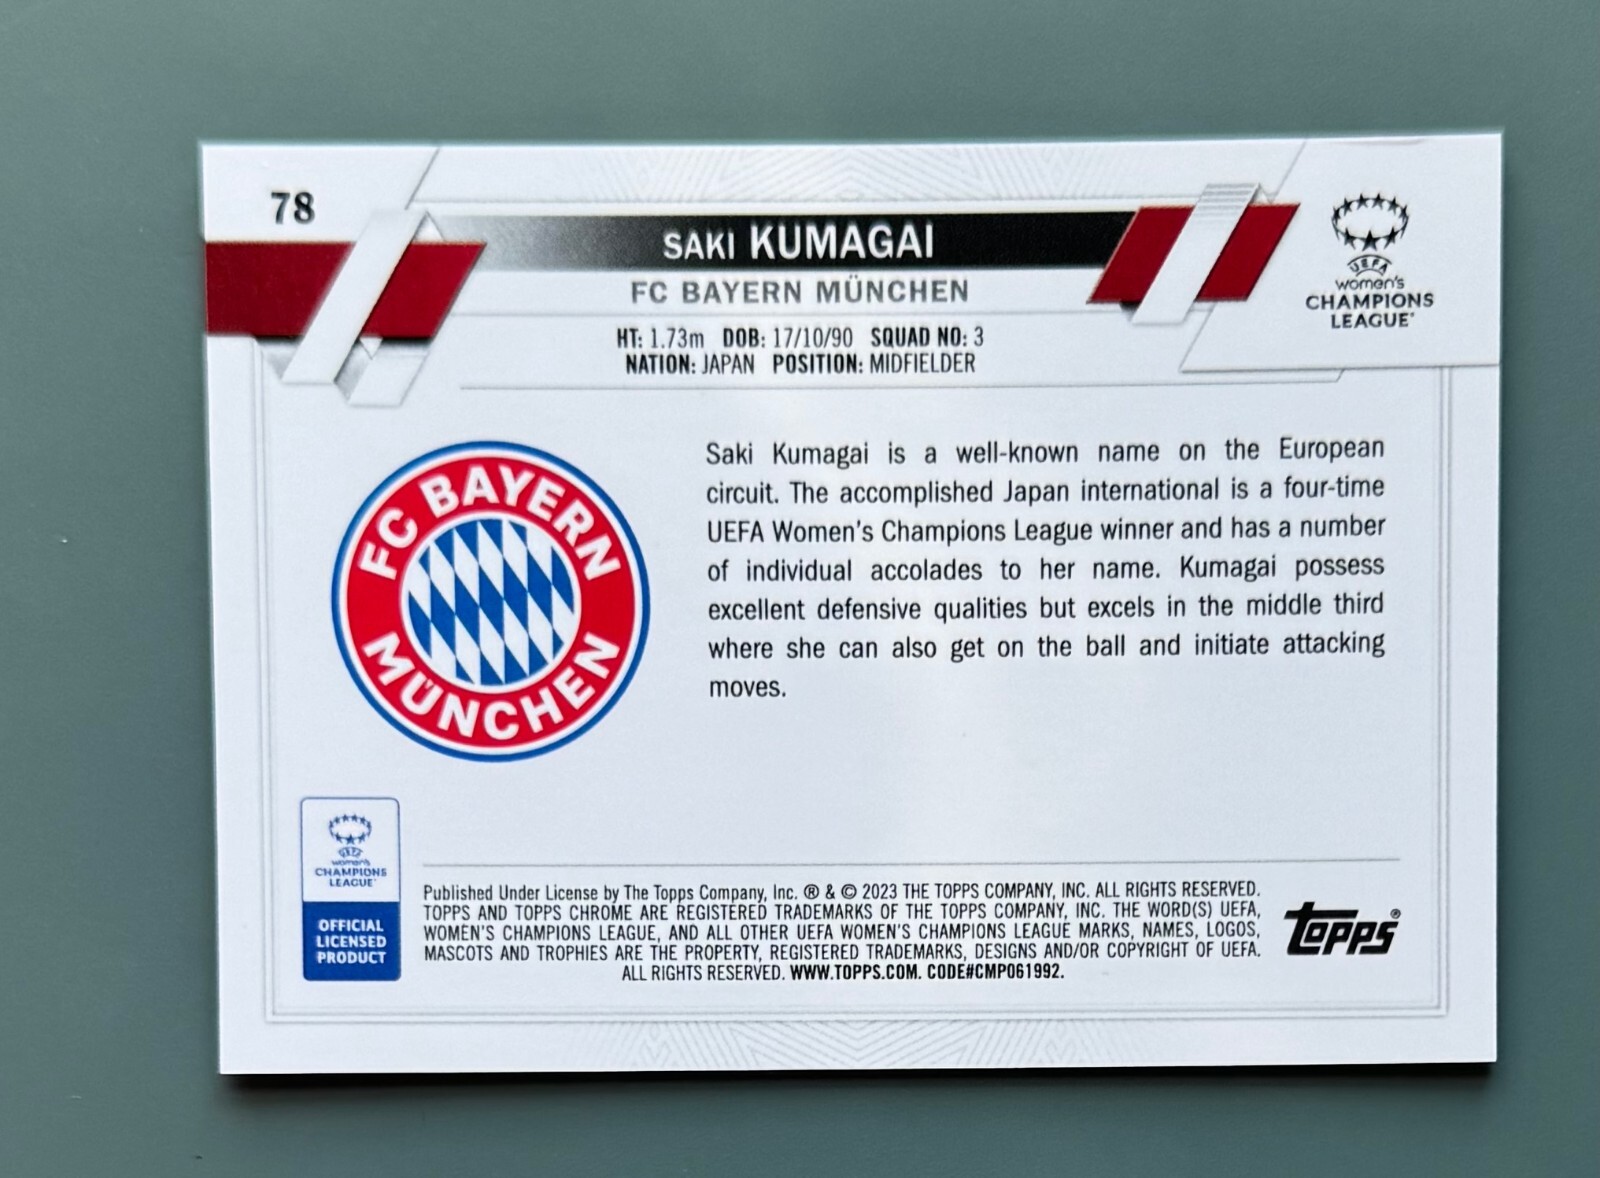 78
SAKI KUMAGAI
FC BAYERN MÜNCHEN
HT: 1.73m DOB: 17/10/90 SQUAD NO: 3
NATION: JAPAN POSITION: MIDFIELDER
UEFA
women's
CHAMPIONS
LEAGUE
FC BAYERN
MÜNCHEN
Saki Kumagai is a well-known name on the European
circuit. The accomplished Japan international is a four-time
UEFA Women's Champions League winner and has a number
of individual accolades to her name. Kumagai possess
excellent defensive qualities but excels in the middle third
where she can also get on the ball and initiate attacking
moves.
UEFA
women's
CHAMPIONS
LEAGUE
OFFICIAL
LICENSED
PRODUCT
Published Under License by The Topps Company, Inc. ® & © 2023 THE TOPPS COMPANY, INC. ALL RIGHTS RESERVED.
TOPPS AND TOPPS CHROME ARE REGISTERED TRADEMARKS OF THE TOPPS COMPANY, INC. THE WORD(S) UEFA,
WOMEN'S CHAMPIONS LEAGUE, AND ALL OTHER UEFA WOMEN'S CHAMPIONS LEAGUE MARKS, NAMES, LOGOS,
MASCOTS AND TROPHIES ARE THE PROPERTY, REGISTERED TRADEMARKS, DESIGNS AND/OR COPYRIGHT OF UEFA.
ALL RIGHTS RESERVED. WWW.TOPPS.COM. CODE#CMP061992.
topps®